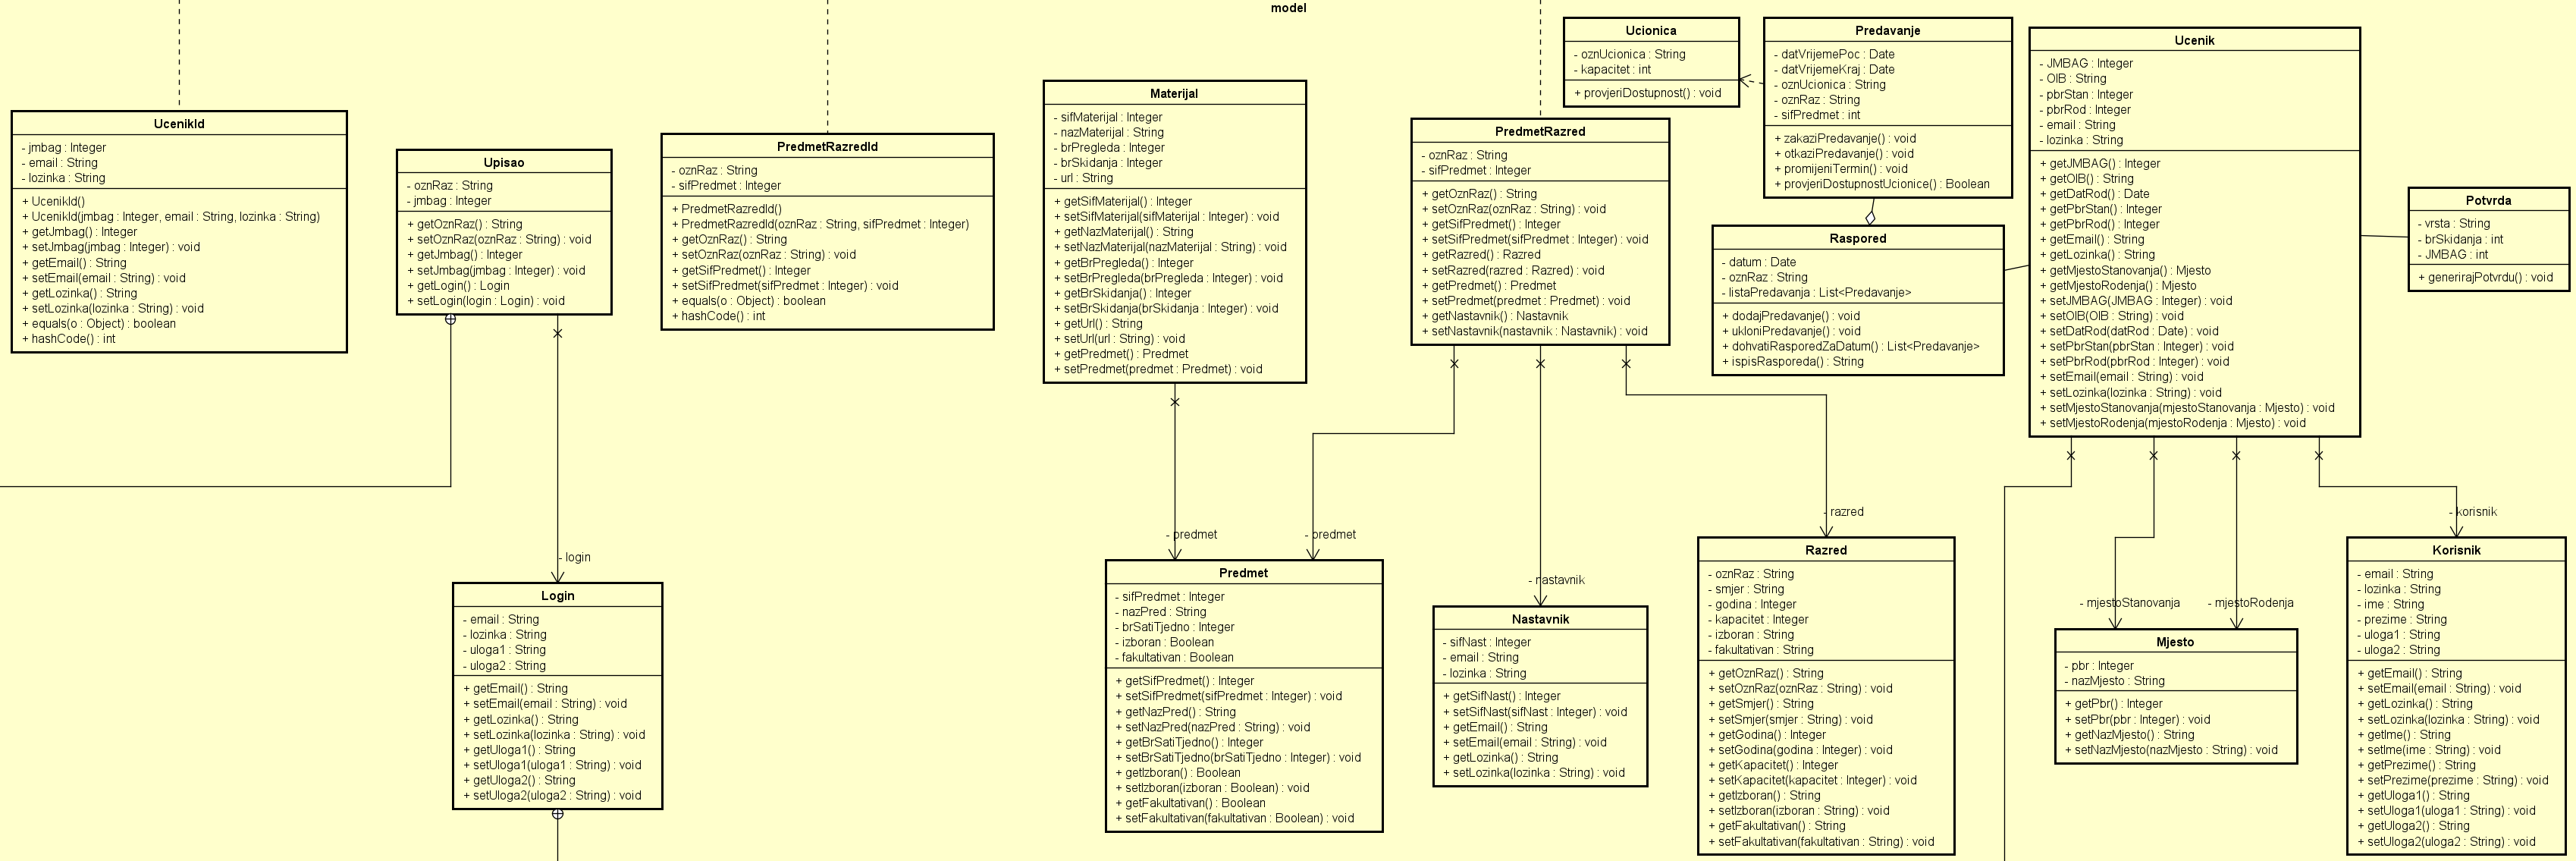 model
UcenikId
- jmbag : Integer
- email : String
- lozinka : String
+ UcenikId()
+ UcenikId(jmbag : Integer, email : String, lozinka : String)
+ getJmbag() : Integer
+ setJmbag(jmbag : Integer) : void
+ getEmail() : String
+ setEmail(email : String) : void
+ getLozinka() : String
+ setLozinka(lozinka : String) : void
+ equals(o : Object) : boolean
+ hashCode() : int
Upisao
- oznRaz : String
- jmbag : Integer
+ getOznRaz() : String
+ setOznRaz(oznRaz : String) : void
+ getJmbag() : Integer
+ setJmbag(jmbag : Integer) : void
+ getLogin() : Login
+ setLogin(login : Login) : void
PredmetRazredId
- oznRaz : String
- sifPredmet : Integer
+ PredmetRazredId()
+ PredmetRazredId(oznRaz : String, sifPredmet : Integer)
+ getOznRaz() : String
+ setOznRaz(oznRaz : String) : void
+ getSifPredmet() : Integer
+ setSifPredmet(sifPredmet : Integer) : void
+ equals(o : Object) : boolean
+ hashCode() : int
Materijal
- sifMaterijal : Integer
- nazMaterijal : String
- brPregleda : Integer
- brSkidanja : Integer
- url : String
+ getSifMaterijal() : Integer
+ setSifMaterijal(sifMaterijal : Integer) : void
+ getNazMaterijal() : String
+ setNazMaterijal(nazMaterijal : String) : void
+ getBrPregleda() : Integer
+ setBrPregleda(brPregleda : Integer) : void
+ getBrSkidanja() : Integer
+ setBrSkidanja(brSkidanja : Integer) : void
+ getUrl() : String
+ setUrl(url : String) : void
+ getPredmet() : Predmet
+ setPredmet(predmet : Predmet) : void
PredmetRazred
- oznRaz : String
- sifPredmet : Integer
+ getOznRaz() : String
+ setOznRaz(oznRaz : String) : void
+ getSifPredmet() : Integer
+ setSifPredmet(sifPredmet : Integer) : void
+ getRazred() : Razred
+ setRazred(razred : Razred) : void
+ getPredmet() : Predmet
+ setPredmet(predmet : Predmet) : void
+ getNastavnik() : Nastavnik
+ setNastavnik(nastavnik : Nastavnik) : void
Ucionica
- oznUcionica : String
- kapacitet : int
+ provjeriDostupnost() : void
Predavanje
- datVrijemePoc : Date
- datVrijemeKraj : Date
- oznUcionica : String
- oznRaz : String
- sifPredmet : int
+ zakaziPredavanje() : void
+ otkaziPredavanje() : void
+ promijeniTermin() : void
+ provjeriDostupnostUcionice() : Boolean
Raspored
- datum : Date
- oznRaz : String
- listaPredavanja : List<Predavanje>
+ dodajPredavanje() : void
+ ukloniPredavanje() : void
+ dohvatiRasporedZaDatum() : List<Predavanje>
+ ispisRasporeda() : String
Ucenik
- JMBAG : Integer
- OIB : String
- pbrStan : Integer
- pbrRod : Integer
- email : String
- lozinka : String
+ getJMBAG() : Integer
+ getOIB() : String
+ getDatRod() : Date
+ getPbrStan() : Integer
+ getPbrRod() : Integer
+ getEmail() : String
+ getLozinka() : String
+ getMjestoStanovanja() : Mjesto
+ getMjestoRodenja() : Mjesto
+ setJMBAG(JMBAG : Integer) : void
+ setOIB(OIB : String) : void
+ setDatRod(datRod : Date) : void
+ setPbrStan(pbrStan : Integer) : void
+ setPbrRod(pbrRod : Integer) : void
+ setEmail(email : String) : void
+ setLozinka(lozinka : String) : void
+ setMjestoStanovanja(mjestoStanovanja : Mjesto) : void
+ setMjestoRodenja(mjestoRodenja : Mjesto) : void
Potvrda
- vrsta : String
- brSkidanja : int
- JMBAG : int
+ generirajPotvrdu() : void
- login
- predmet
- predmet
- nastavnik
- razred
- mjestoStanovanja
- mjestoRodenja
- korisnik
Login
- email : String
- lozinka : String
- uloga1 : String
- uloga2 : String
+ getEmail() : String
+ setEmail(email : String) : void
+ getLozinka() : String
+ setLozinka(lozinka : String) : void
+ getUloga1() : String
+ setUloga1(uloga1 : String) : void
+ getUloga2() : String
+ setUloga2(uloga2 : String) : void
Predmet
- sifPredmet : Integer
- nazPred : String
- brSatiTjedno : Integer
- izboran : Boolean
- fakultativan : Boolean
+ getSifPredmet() : Integer
+ setSifPredmet(sifPredmet : Integer) : void
+ getNazPred() : String
+ setNazPred(nazPred : String) : void
+ getBrSatiTjedno() : Integer
+ setBrSatiTjedno(brSatiTjedno : Integer) : void
+ getIzboran() : Boolean
+ setIzboran(izboran : Boolean) : void
+ getFakultativan() : Boolean
+ setFakultativan(fakultativan : Boolean) : void
Nastavnik
- sifNast : Integer
- email : String
- lozinka : String
+ getSifNast() : Integer
+ setSifNast(sifNast : Integer) : void
+ getEmail() : String
+ setEmail(email : String) : void
+ getLozinka() : String
+ setLozinka(lozinka : String) : void
Razred
- oznRaz : String
- smjer : String
- godina : Integer
- kapacitet : Integer
- izboran : String
- fakultativan : String
+ getOznRaz() : String
+ setOznRaz(oznRaz : String) : void
+ getSmjer() : String
+ setSmjer(smjer : String) : void
+ getGodina() : Integer
+ setGodina(godina : Integer) : void
+ getKapacitet() : Integer
+ setKapacitet(kapacitet : Integer) : void
+ getIzboran() : String
+ setIzboran(izboran : String) : void
+ getFakultativan() : String
+ setFakultativan(fakultativan : String) : void
Mjesto
- pbr : Integer
- nazMjesto : String
+ getPbr() : Integer
+ setPbr(pbr : Integer) : void
+ getNazMjesto() : String
+ setNazMjesto(nazMjesto : String) : void
Korisnik
- email : String
- lozinka : String
- ime : String
- prezime : String
- uloga1 : String
- uloga2 : String
+ getEmail() : String
+ setEmail(email : String) : void
+ getLozinka() : String
+ setLozinka(lozinka : String) : void
+ getIme() : String
+ setIme(ime : String) : void
+ getPrezime() : String
+ setPrezime(prezime : String) : void
+ getUloga1() : String
+ setUloga1(uloga1 : String) : void
+ getUloga2() : String
+ setUloga2(uloga2 : String) : void